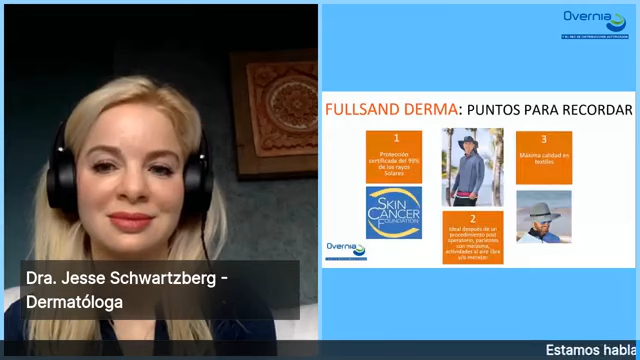 Overnia
FULLSAND DERMA: PUNTOS PARA RECORDAR
1
Protección
certificada del 99%
de los rayos
Solares
3
Máxima calidad en
textiles
SKIN
CANCER
FOUNDATION
2
Ideal después de un
procedimiento post
operatorio, pacientes
con melasma,
actividades al aire libre
y/o manejar
Overnia
Dra. Jesse Schwartzberg -
Dermatóloga
Estamos habla